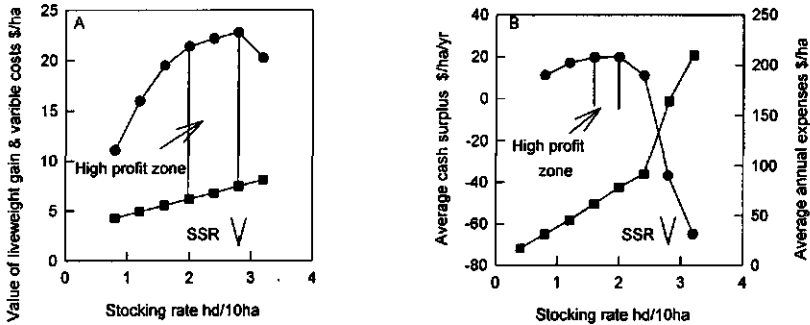 Value of liveweight gain & varible costs $/ha
25
20
15
10
5
0
A
High profit zone
SSR
0 1 2 3 4
Stocking rate hd/10ha
Average cash surplus $/ha/yr
40
20
0
-20
-40
-60
-80
B
High profit
zone
SSR
0 1 2 3 4
Stocking rate hd/10ha
250
200
150
100
50
0
Average annual expenses $/ha